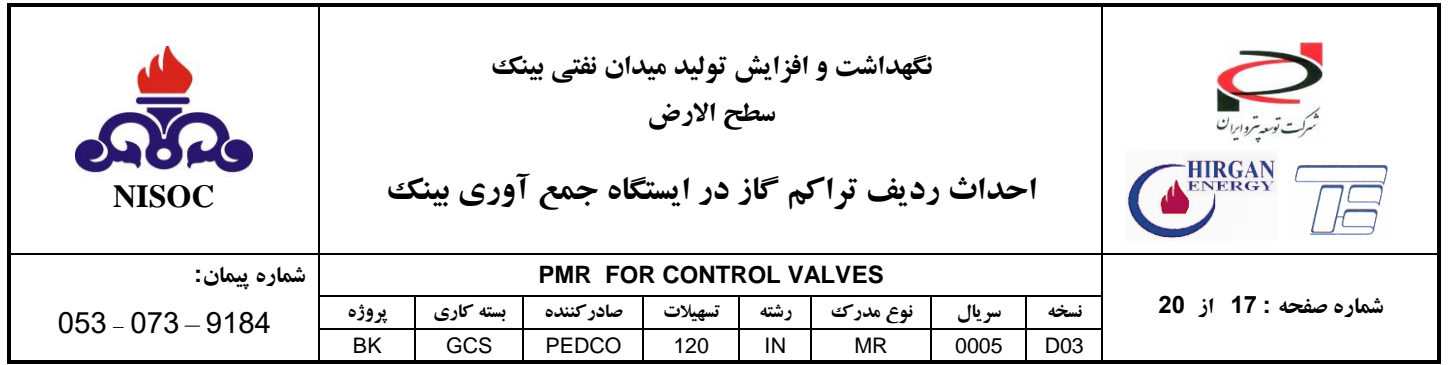 نگهداشت و افزایش تولید میدان نفتی بینک
سطح الارض
احداث ردیف تراکم گاز در ایستگاه جمع آوری بینک
NISOC
شرکت توسعه پترو ایران
HIRGAN
ENERGY
شماره پیمان:
053 – 073 – 9184
PMR FOR CONTROL VALVES
پروژه بسته کاری صادر کننده تسهیلات رشته نوع مدرک سریال نسخه
BK GCS PEDCO 120 IN MR 0005 D03
شماره صفحه : 17 از 20